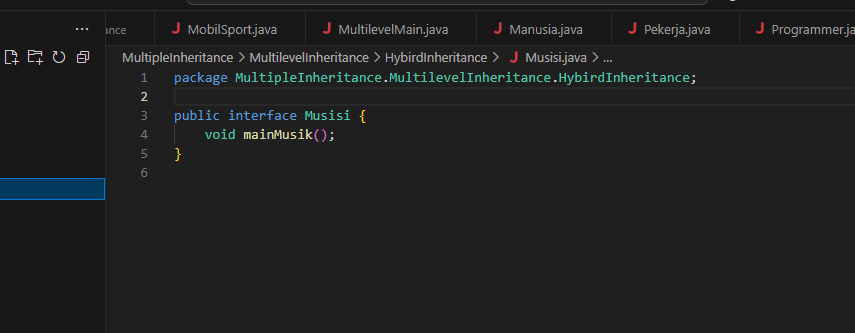 ance MobilSport.java MultilevelMain.java Manusia.java Pekerja.java Programmer.j
MultipleInheritance > MultilevelInheritance > HybirdInheritance > Musisi.java > ...
1 package MultipleInheritance.MultilevelInheritance.HybirdInheritance;
2
3 public interface Musisi {
4 void mainMusik();
5 }
6